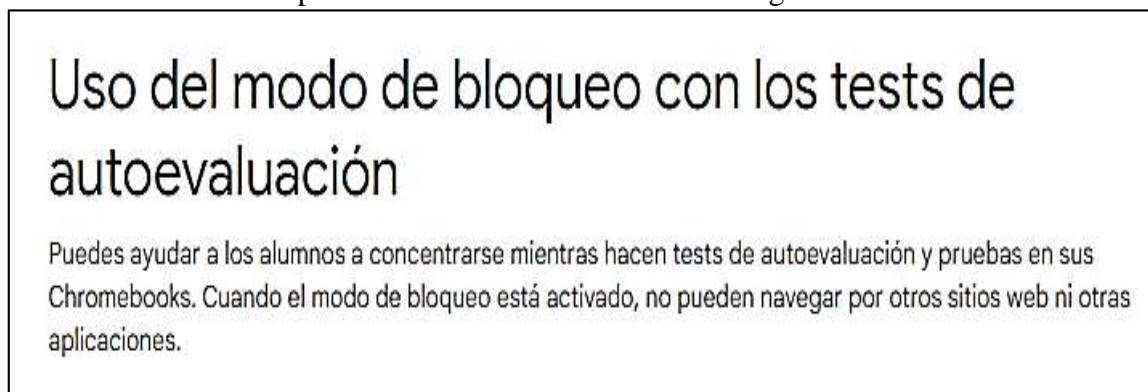 Uso del modo de bloqueo con los tests de
autoevaluación
Puedes ayudar a los alumnos a concentrarse mientras hacen tests de autoevaluación y pruebas en sus
Chromebooks. Cuando el modo de bloqueo está activado, no pueden navegar por otros sitios web ni otras
aplicaciones.